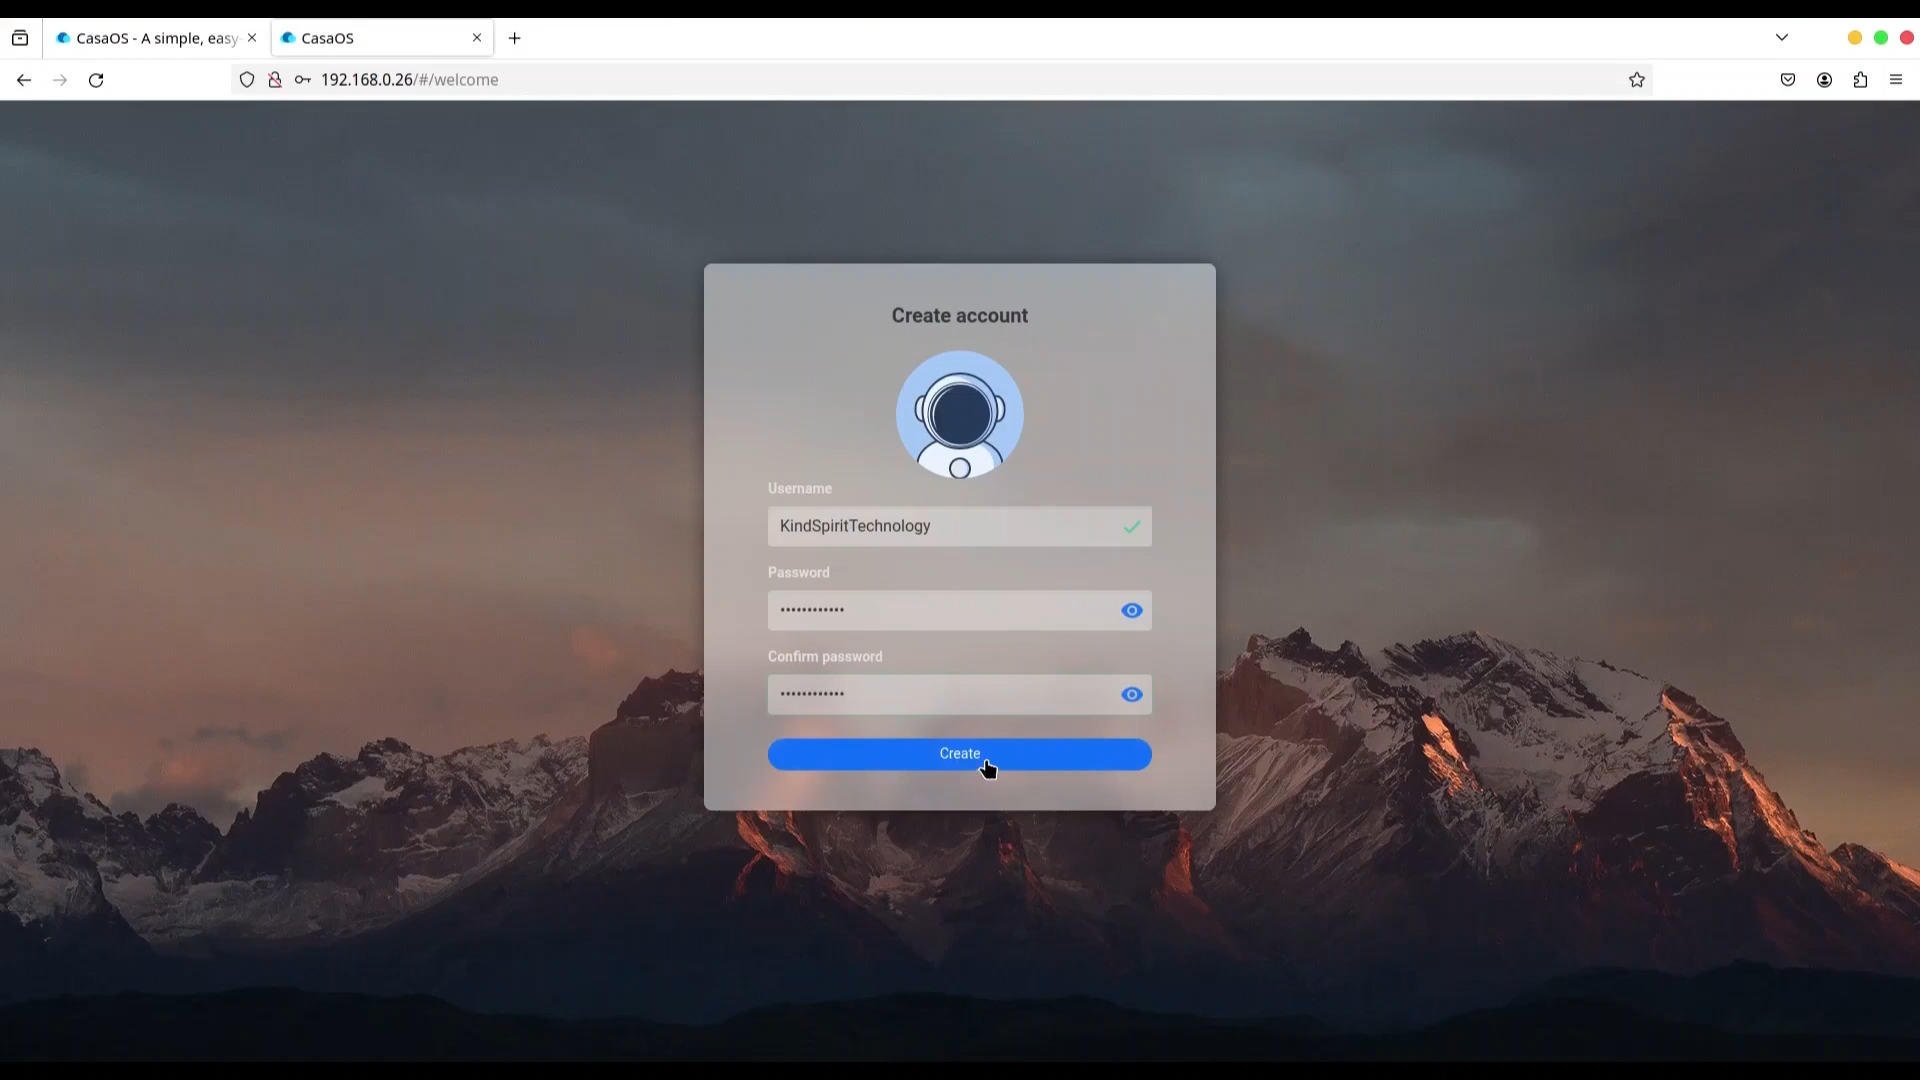 CasaOS - A simple, easy-
CasaOS
192.168.0.26/#/welcome
Create account
Username
KindSpiritTechnology
Password
••••••••••••
Confirm password
••••••••••••
Create